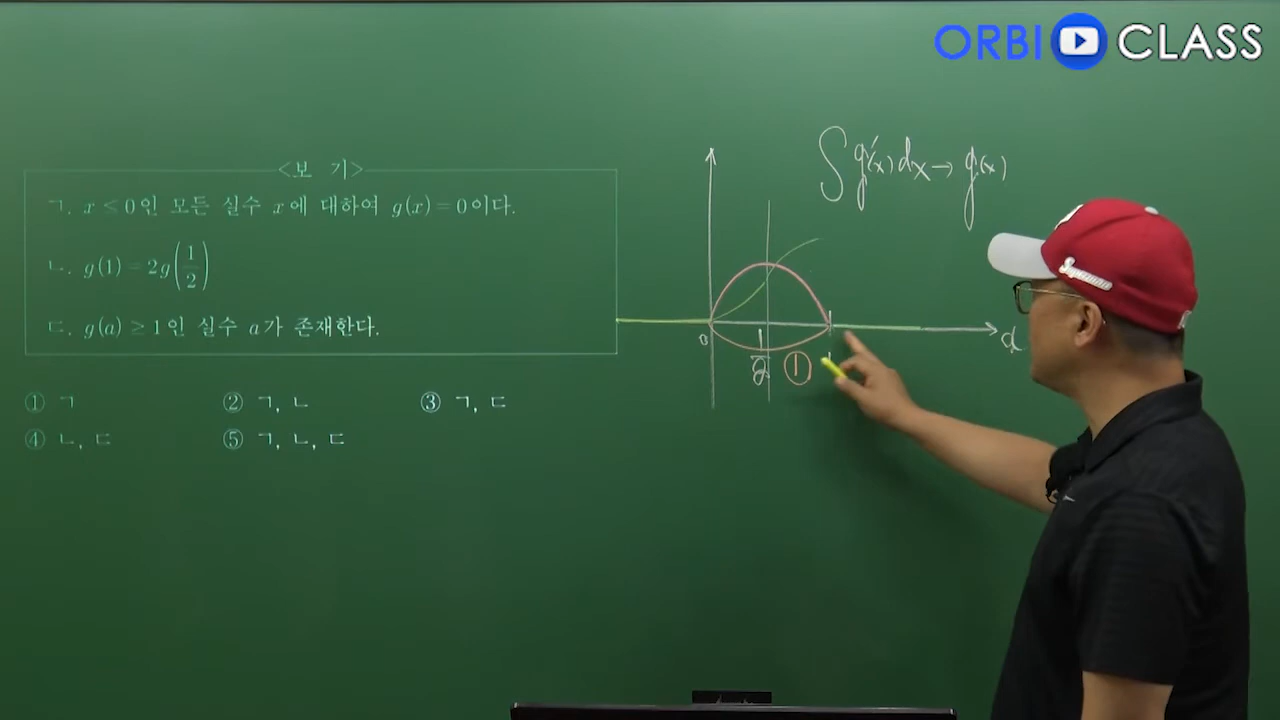 ORBI CLASS
<보 기>
ㄱ. x ≤ 0인 모든 실수 x에 대하여 g(x) = 0이다.
ㄴ. g(1) = 2g(1/2)
ㄷ. g(a) ≥ 1인 실수 a가 존재한다.
① ㄱ ② ㄱ, ㄴ ③ ㄱ, ㄷ
④ ㄴ, ㄷ ⑤ ㄱ, ㄴ, ㄷ
∫g'(x)dx → g(x)
0
1/2 ① 1